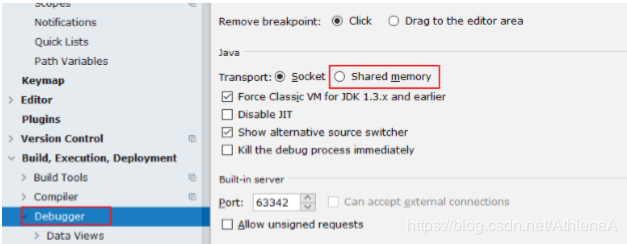 Scopes
Notifications
Quick Lists
Path Variables
Keymap
Editor
Plugins
Version Control
Build, Execution, Deployment
Build Tools
Compiler
Debugger
Data Views
Remove breakpoint: Click Drag to the editor area
Java
Transport: Socket Shared memory
Force Classic VM for JDK 1.3.x and earlier
Disable JIT
Show alternative source switcher
Kill the debug process immediately
Built-in server
Port: 63342 Can accept external connections
Allow unsigned requests
https://blog.csdn.net/AthlenaA